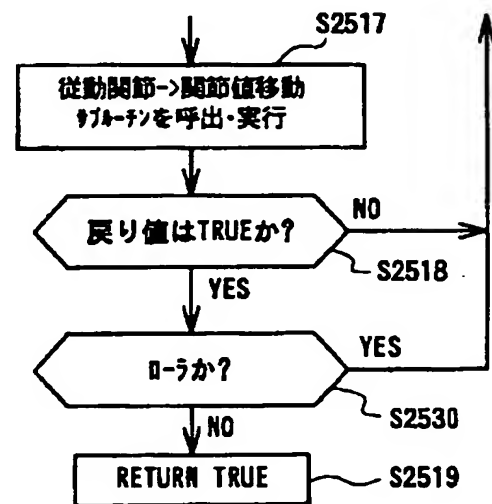 S2517
従動関節->関節値移動
ｻﾌﾞﾙｰﾁﾝを呼出・実行
戻り値はTRUEか?
NO
S2518
YES
ﾛｰﾗか?
YES
S2530
NO
RETURN TRUE
S2519